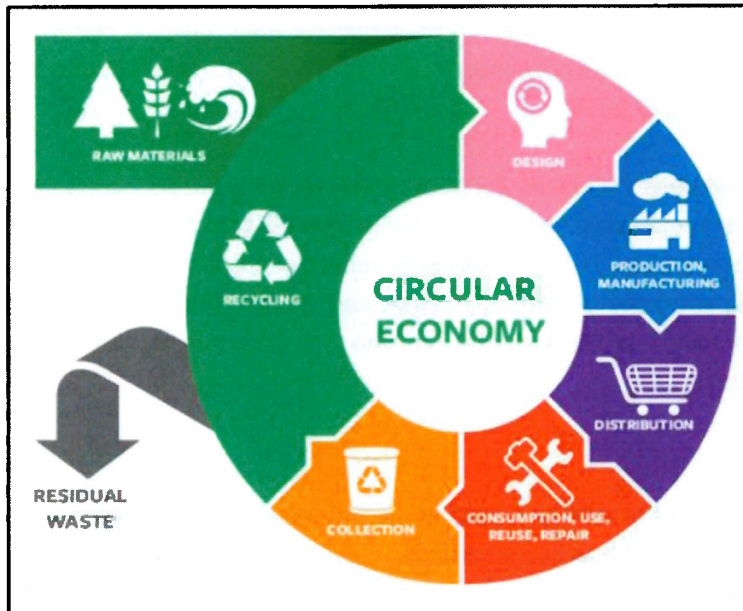 RAW MATERIALS
DESIGN
PRODUCTION,
MANUFACTURING
RECYCLING
CIRCULAR
ECONOMY
DISTRIBUTION
CONSUMPTION, USE,
REUSE, REPAIR
COLLECTION
RESIDUAL
WASTE